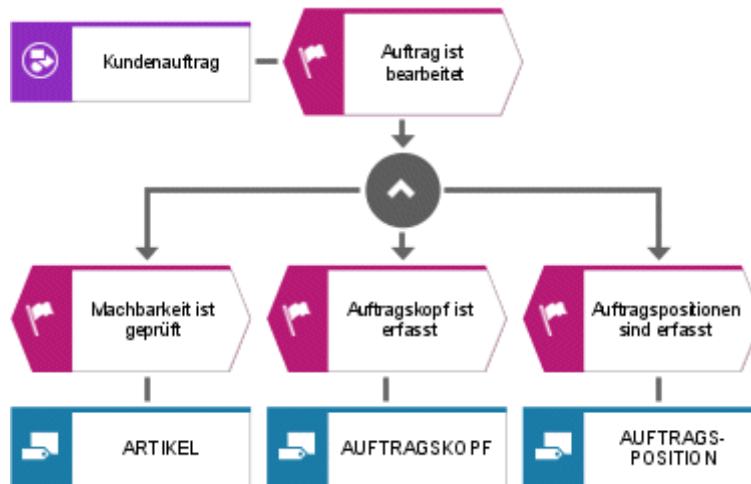 Kundenauftrag
Auftrag ist
bearbeitet
Machbarkeit ist
geprüft
Auftragskopf ist
erfasst
Auftragspositionen
sind erfasst
ARTIKEL
AUFTRAGSKOPF
AUFTRAGS-
POSITION